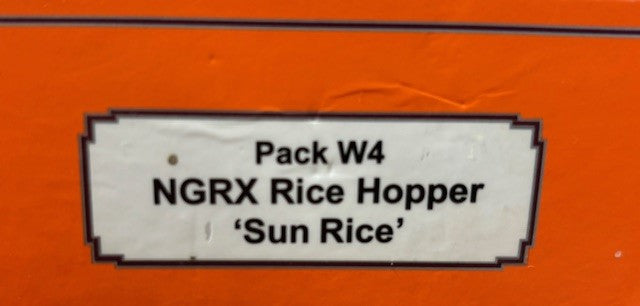 Pack W4
NGRX Rice Hopper
‘Sun Rice’